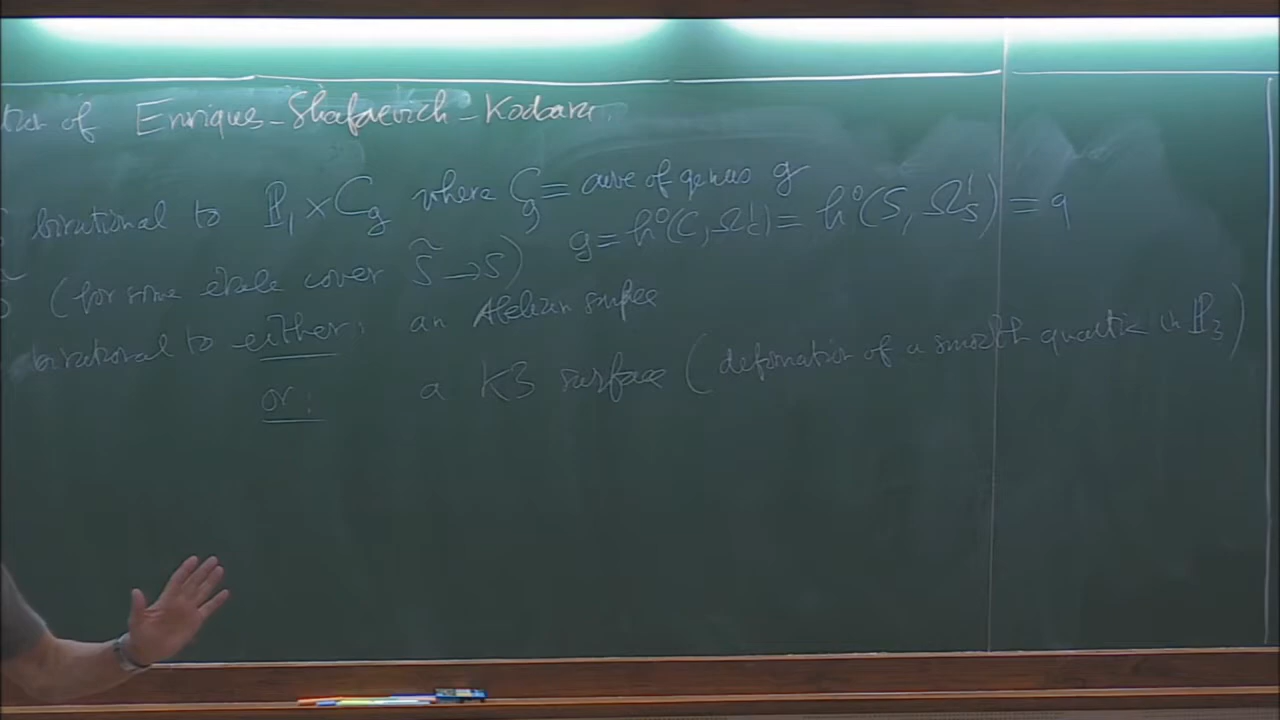 of Enriques-Shafarevich-Kodaira.
birational to ℙ₁×C_g where C_g = curve of genus g
g = h⁰(C, Ω¹_C) = h⁰(S, Ω¹_S) = q
(for some étale cover S̃ → S)
birational to either: an Abelian surface
or: a K3 surface (deformation of a smooth quartic in ℙ₃)